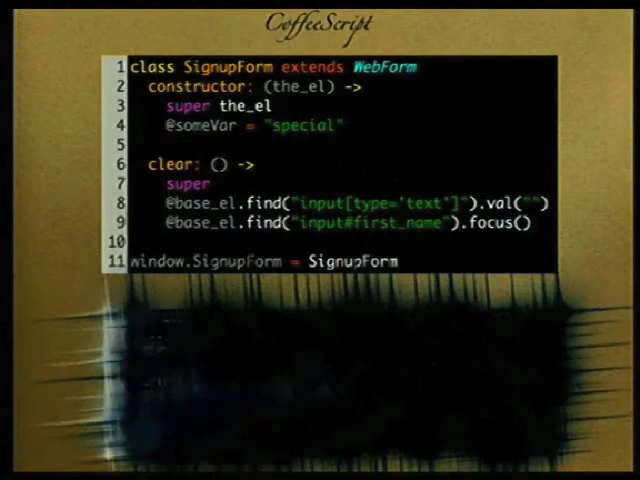 CoffeeScript
1 class SignupForm extends WebForm
2 constructor: (the_el) ->
3 super the_el
4 @someVar = "special"
5
6 clear: () ->
7 super
8 @base_el.find("input[type='text']").val("")
9 @base_el.find("input#first_name").focus()
10
11 window.SignupForm = SignupForm